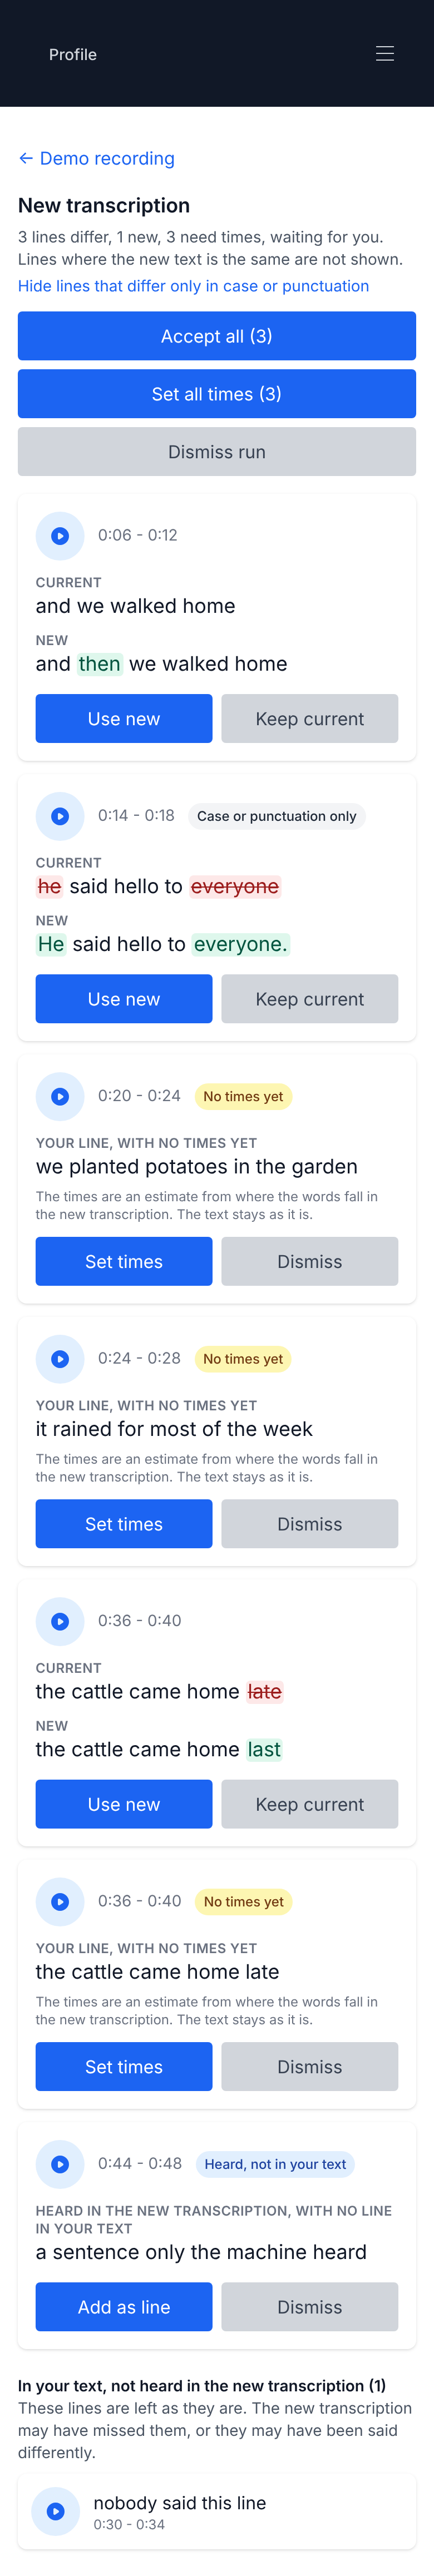 Profile
← Demo recording
New transcription
3 lines differ, 1 new, 3 need times, waiting for you.
Lines where the new text is the same are not shown.
Hide lines that differ only in case or punctuation
Accept all (3)
Set all times (3)
Dismiss run
0:06 - 0:12
CURRENT
and we walked home
NEW
and then we walked home
Use new Keep current
0:14 - 0:18 Case or punctuation only
CURRENT
he said hello to everyone
NEW
He said hello to everyone.
Use new Keep current
0:20 - 0:24 No times yet
YOUR LINE, WITH NO TIMES YET
we planted potatoes in the garden
The times are an estimate from where the words fall in
the new transcription. The text stays as it is.
Set times Dismiss
0:24 - 0:28 No times yet
YOUR LINE, WITH NO TIMES YET
it rained for most of the week
The times are an estimate from where the words fall in
the new transcription. The text stays as it is.
Set times Dismiss
0:36 - 0:40
CURRENT
the cattle came home late
NEW
the cattle came home last
Use new Keep current
0:36 - 0:40 No times yet
YOUR LINE, WITH NO TIMES YET
the cattle came home late
The times are an estimate from where the words fall in
the new transcription. The text stays as it is.
Set times Dismiss
0:44 - 0:48 Heard, not in your text
HEARD IN THE NEW TRANSCRIPTION, WITH NO LINE
IN YOUR TEXT
a sentence only the machine heard
Add as line Dismiss
In your text, not heard in the new transcription (1)
These lines are left as they are. The new transcription
may have missed them, or they may have been said
differently.
nobody said this line
0:30 - 0:34